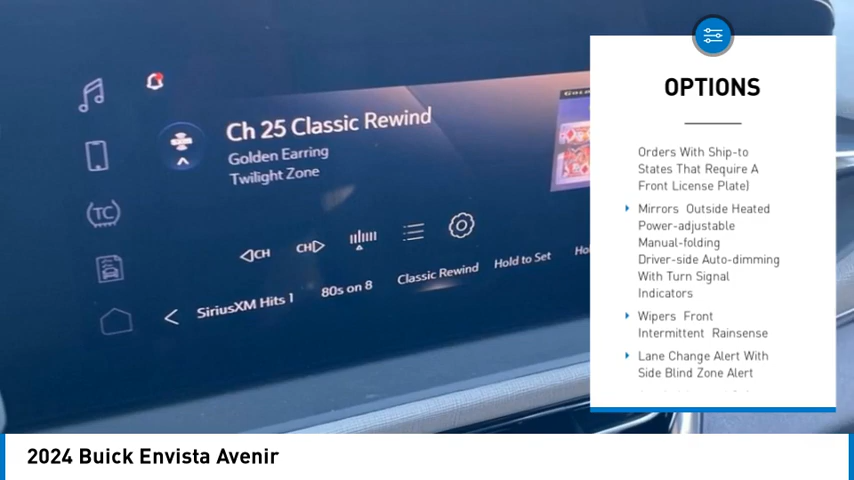 Ch 25 Classic Rewind
Golden Earring
Twilight Zone
TC
CH
CH
SiriusXM Hits 1
80s on 8
Classic Rewind
Hold to Set
OPTIONS
Orders With Ship-to
States That Require A
Front License Plate)
Mirrors Outside Heated
Power-adjustable
Manual-folding
Driver-side Auto-dimming
With Turn Signal
Indicators
Wipers Front
Intermittent Rainsense
Lane Change Alert With
Side Blind Zone Alert
2024 Buick Envista Avenir